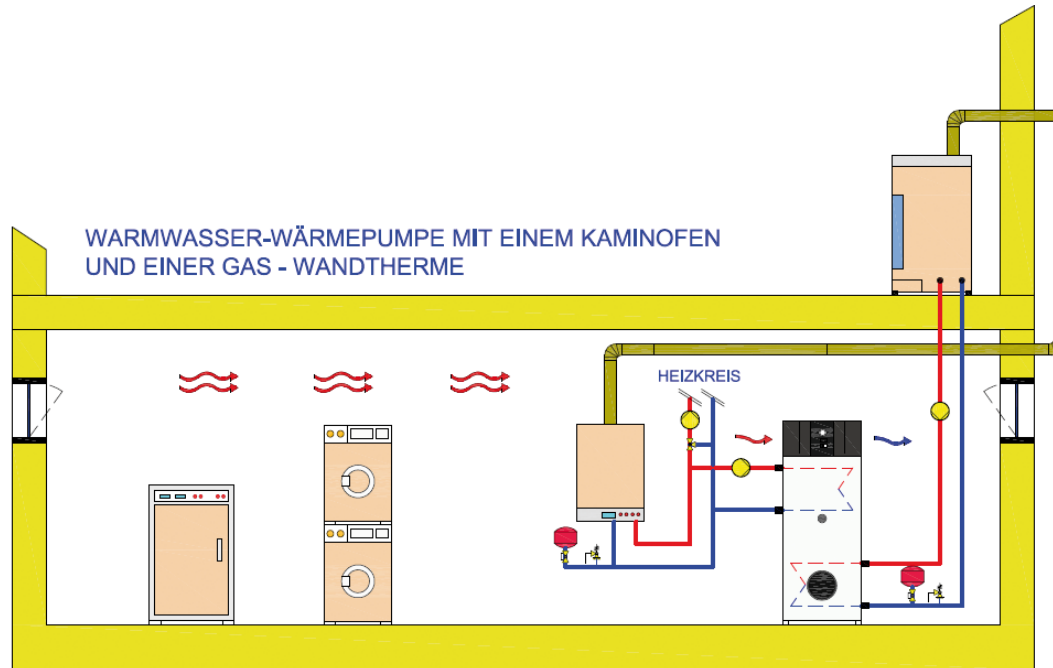 WARMWASSER-WÄRMEPUMPE MIT EINEM KAMINOFEN
UND EINER GAS - WANDTHERME
HEIZKREIS